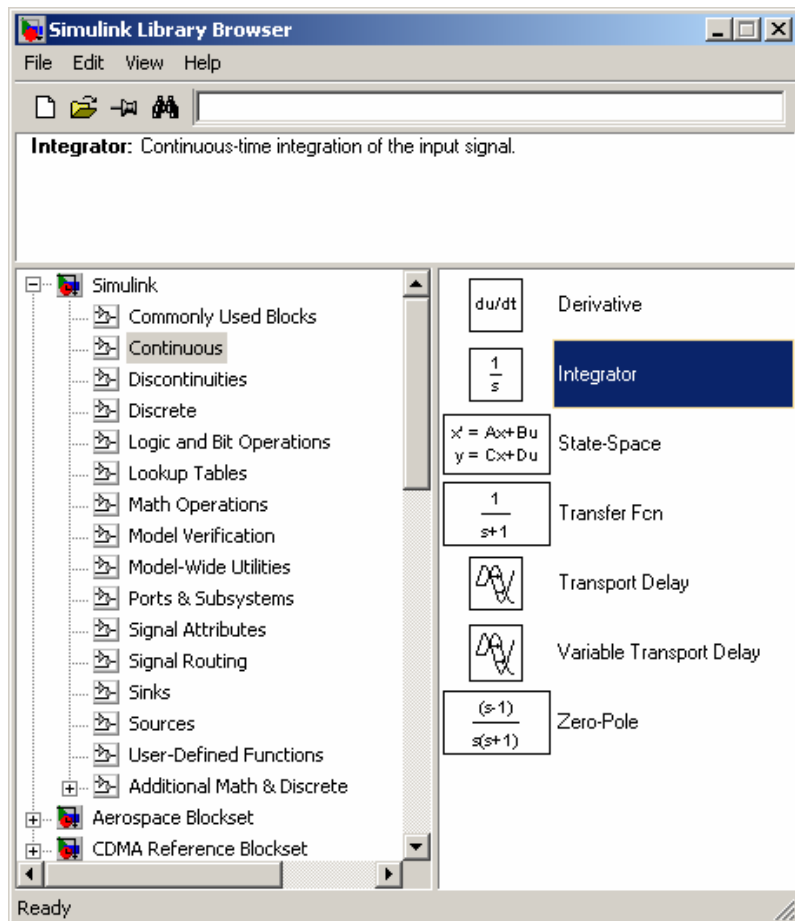 Simulink Library Browser
File Edit View Help
Integrator: Continuous-time integration of the input signal.
Simulink
Commonly Used Blocks
Continuous
Discontinuities
Discrete
Logic and Bit Operations
Lookup Tables
Math Operations
Model Verification
Model-Wide Utilities
Ports & Subsystems
Signal Attributes
Signal Routing
Sinks
Sources
User-Defined Functions
Additional Math & Discrete
Aerospace Blockset
CDMA Reference Blockset
du/dt Derivative
1
s
Integrator
x' = Ax+Bu
y = Cx+Du
State-Space
1
s+1
Transfer Fcn
Transport Delay
Variable Transport Delay
(s-1)
s(s+1)
Zero-Pole
Ready